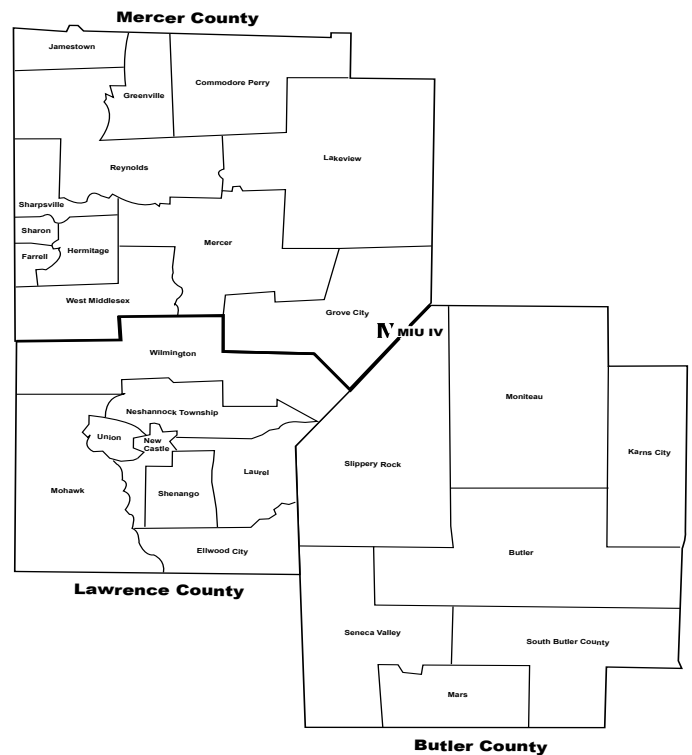 Mercer County
Jamestown
Greenville
Commodore Perry
Lakeview
Reynolds
Sharpsville
Sharon
Mercer
Hermitage
Farrell
West Middlesex
Grove City
MIU IV
Wilmington
Moniteau
Neshannock Township
Union
New
Castle
Karns City
Slippery Rock
Laurel
Mohawk
Shenango
Ellwood City
Butler
Lawrence County
Seneca Valley
South Butler County
Mars
Butler County